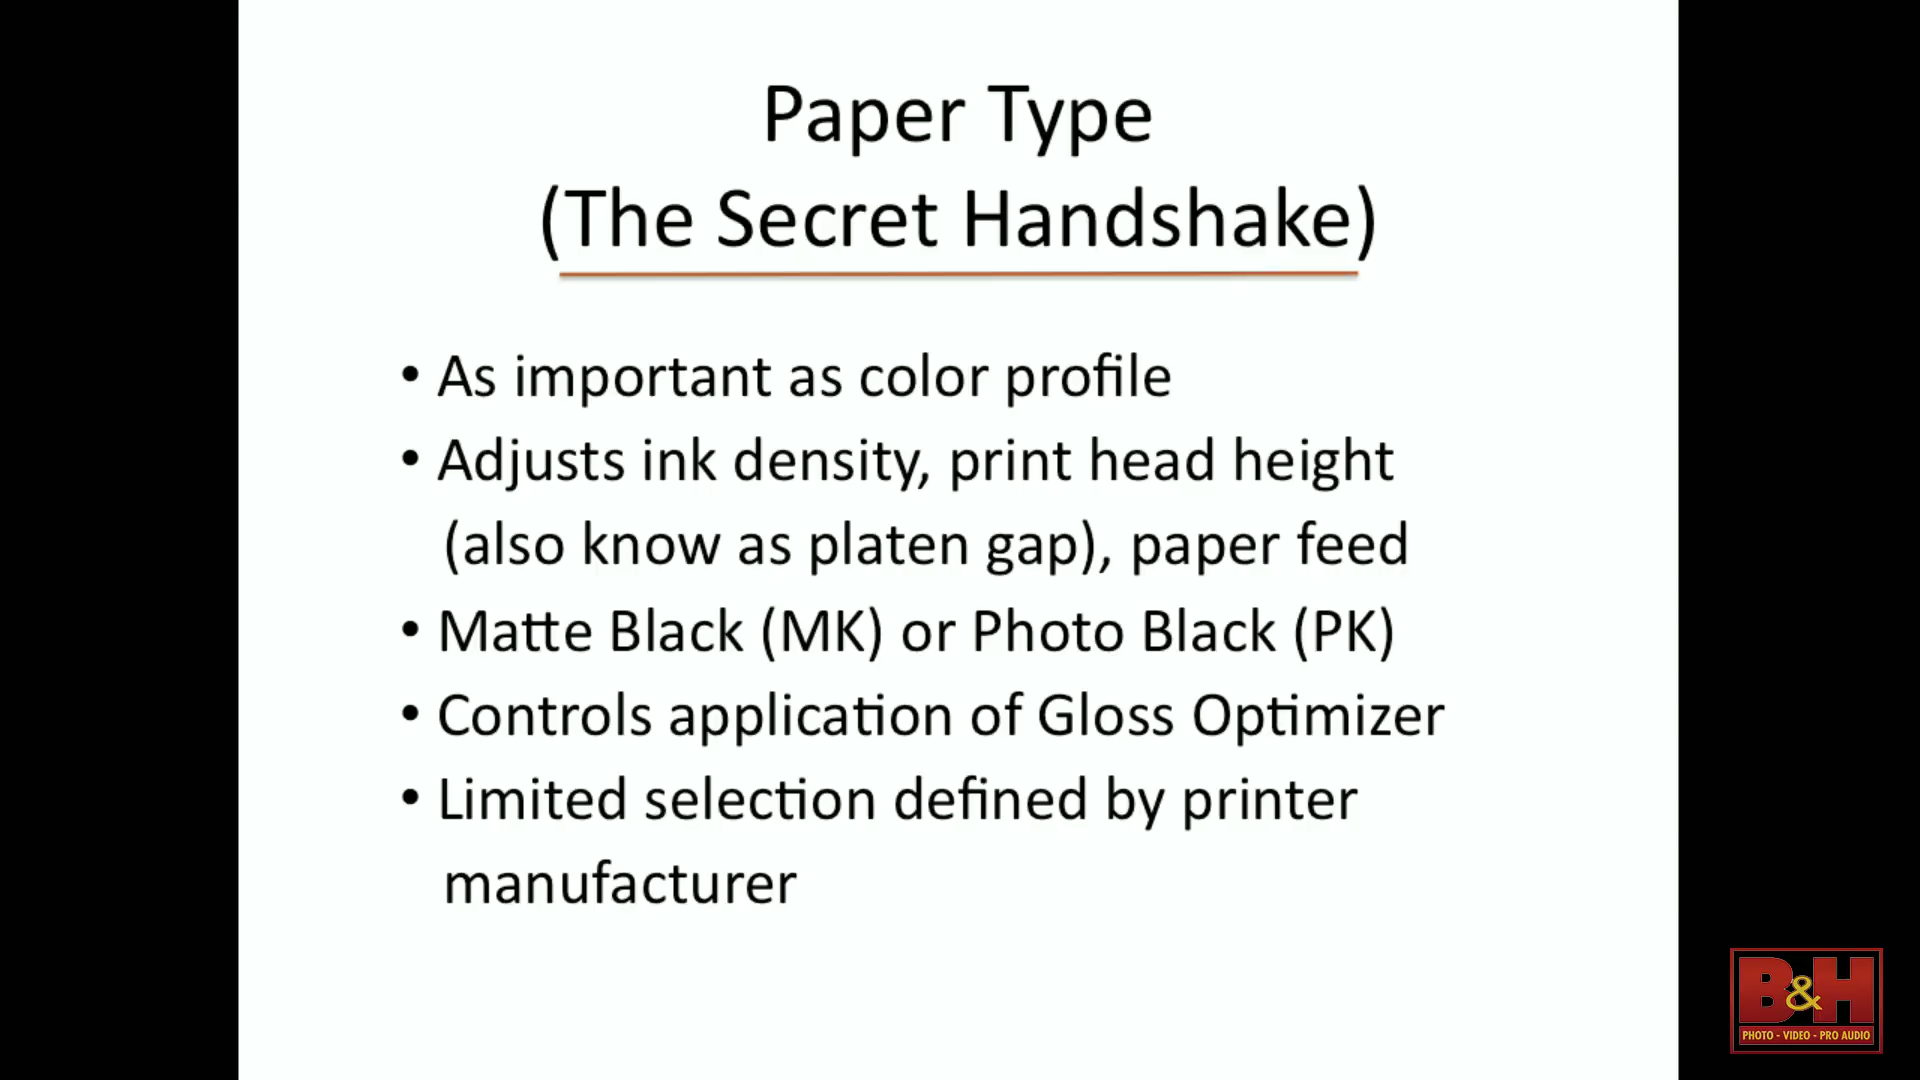 Paper Type
(The Secret Handshake)
• As important as color profile
• Adjusts ink density, print head height
(also know as platen gap), paper feed
• Matte Black (MK) or Photo Black (PK)
• Controls application of Gloss Optimizer
• Limited selection defined by printer
manufacturer
B&H
PHOTO - VIDEO - PRO AUDIO